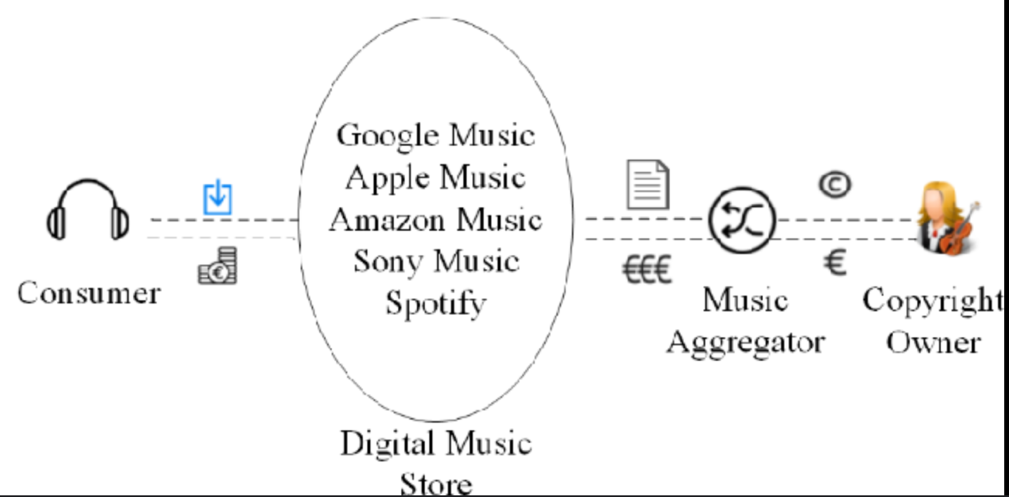 Google Music
Apple Music
Amazon Music
Sony Music
Spotify
Consumer
©
€€€
€
Music
Aggregator
Copyright
Owner
Digital Music
Store